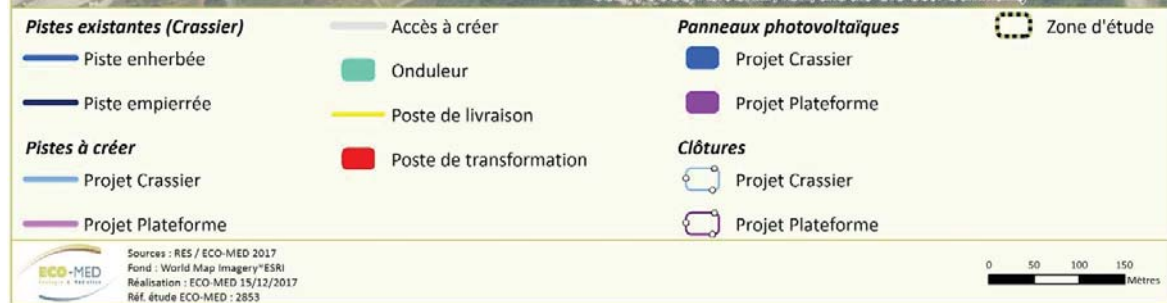 Pistes existantes (Crassier)
Piste enherbée
Piste empierrée
Pistes à créer
Projet Crassier
Projet Plateforme
Accès à créer
Onduleur
Poste de livraison
Poste de transformation
Panneaux photovoltaïques
Projet Crassier
Projet Plateforme
Clôtures
Projet Crassier
Projet Plateforme
Zone d'étude
ECO-MED
Sources : RES / ECO-MED 2017
Fond : World Map Imagery"ESRI
Réalisation : ECO-MED 15/12/2017
Réf. étude ECO-MED : 2853
0 50 100 150
Mètres